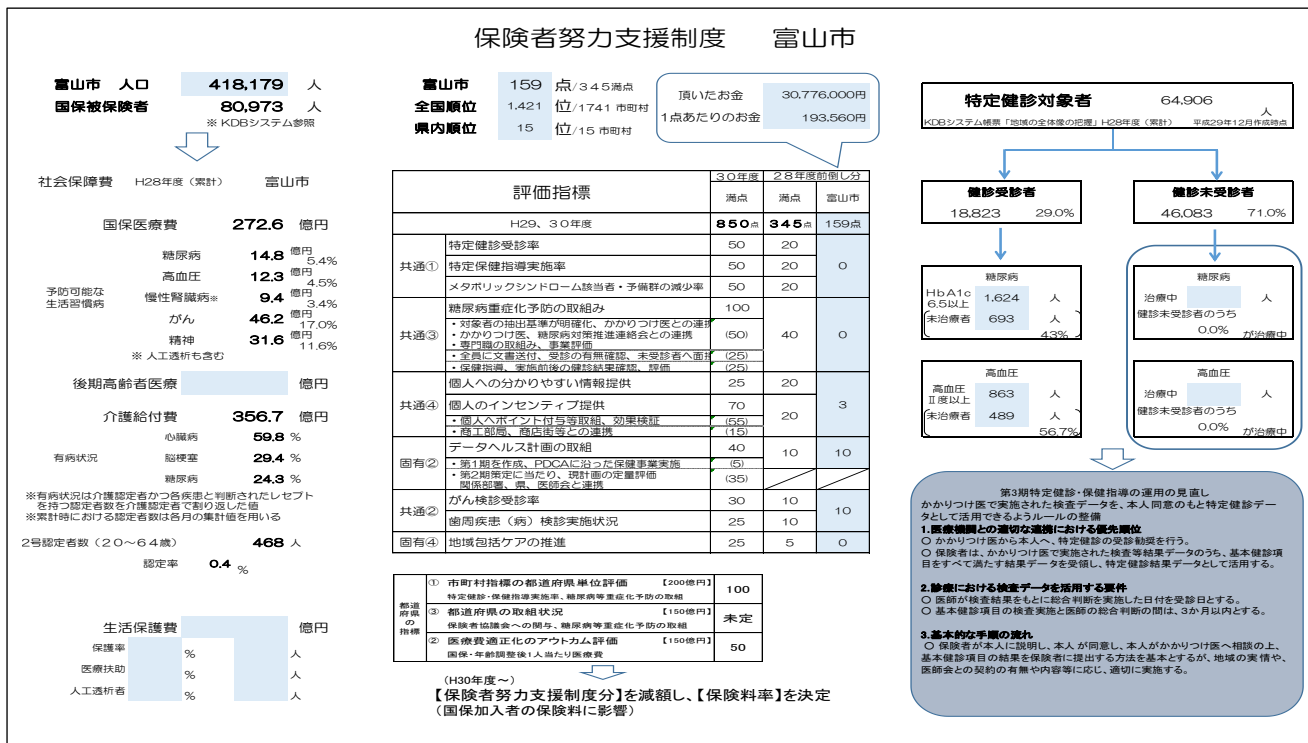 保険者努力支援制度 富山市
富山市 人口 418,179 人
国保被保険者 80,973 人
※ KDBシステム参照
社会保障費 H28年度(累計) 富山市
国保医療費 272.6 億円
糖尿病 14.8 億円 5.4%
高血圧 12.3 億円 4.5%
予防可能な
生活習慣病
慢性腎臓病※ 9.4 億円 3.4%
がん 46.2 億円 17.0%
精神 31.6 億円 11.6%
※ 人工透析も含む
後期高齢者医療 億円
介護給付費 356.7 億円
心臓病 59.8 %
有病状況 脳梗塞 29.4 %
糖尿病 24.3 %
※有病状況は介護認定者かつ各疾患と判断されたレセプト
を持つ認定者数を介護認定者で割り返した値
※累計時における認定者数は各月の集計値を用いる
2号認定者数(20~64歳) 468 人
認定率 0.4 %
生活保護費 億円
保護率 % 人
医療扶助 % 人
人工透析者 % 人
富山市 159 点/345満点
全国順位 1,421 位/1741 市町村
県内順位 15 位/15 市町村
頂いたお金 30,776,000円
1点あたりのお金 193,560円
評価指標 30年度 28年度前倒し分
満点 満点 富山市
H29、30年度 850点 345点 159点
共通① 特定健診受診率 50 20 0
特定保健指導実施率 50 20
メタボリックシンドローム該当者・予備群の減少率 50 20
共通③ 糖尿病重症化予防の取組み 100 40 0
・対象者の抽出基準が明確化、かかりつけ医との連携
・かかりつけ医、糖尿病対策推進連絡会との連携 (50)
・専門職の取組み、事業評価
・全員に文書送付、受診の有無確認、未受診者へ面接 (25)
・保健指導、実施前後の健診結果確認、評価 (25)
共通④ 個人への分かりやすい情報提供 25 20 3
個人のインセンティブ提供 70 20
・個人へポイント付与等取組、効果検証 (55)
・商工部局、商店街等との連携 (15)
固有② データヘルス計画の取組 40 10 10
・第1期を作成、PDCAに沿った保健事業実施 (5)
・第2期策定に当たり、現計画の定量評価
関係部署、県、医師会と連携 (35)
共通② がん検診受診率 30 10 10
歯周疾患(病)検診実施状況 25 10
固有④ 地域包括ケアの推進 25 5 0
都道府県の指標
① 市町村指標の都道府県単位評価 【200億円】 100
特定健診・保健指導実施率、糖尿病等重症化予防の取組
③ 都道府県の取組状況 【150億円】 未定
保険者協議会への関与、糖尿病等重症化予防の取組
② 医療費適正化のアウトカム評価 【150億円】 50
国保・年齢調整後1人当たり医療費
(H30年度~)
【保険者努力支援制度分】を減額し、【保険料率】を決定
(国保加入者の保険料に影響)
特定健診対象者 64,906 人
KDBシステム帳票「地域の全体像の把握」H28年度(累計) 平成29年12月作成時点
健診受診者
18,823 29.0%
健診未受診者
46,083 71.0%
糖尿病
HbA1c
6.5以上 1,624 人
未治療者 693 人
43%
高血圧
高血圧
Ⅱ度以上 863 人
未治療者 489 人
56.7%
糖尿病
治療中 人
健診未受診者のうち
0.0% が治療中
高血圧
治療中 人
健診未受診者のうち
0.0% が治療中
第3期特定健診・保健指導の運用の見直し
かかりつけ医で実施された検査データを、本人同意のもと特定健診デー
タとして活用できるようルールの整備
1.医療機関との適切な連携における優先順位
○ かかりつけ医から本人へ、特定健診の受診勧奨を行う。
○ 保険者は、かかりつけ医で実施された検査等結果データのうち、基本健診項
目をすべて満たす結果データを受領し、特定健診結果データとして活用する。
2.診療における検査データを活用する要件
○ 医師が検査結果をもとに総合判断を実施した日付を受診日とする。
○ 基本健診項目の検査実施と医師の総合判断の間は、3か月以内とする。
3.基本的な手順の流れ
○ 保険者が本人に説明し、本人が同意し、本人がかかりつけ医へ相談の上、
基本健診項目の結果を保険者に提出する方法を基本とするが、地域の実情や、
医師会との契約の有無や内容等に応じ、適切に実施する。